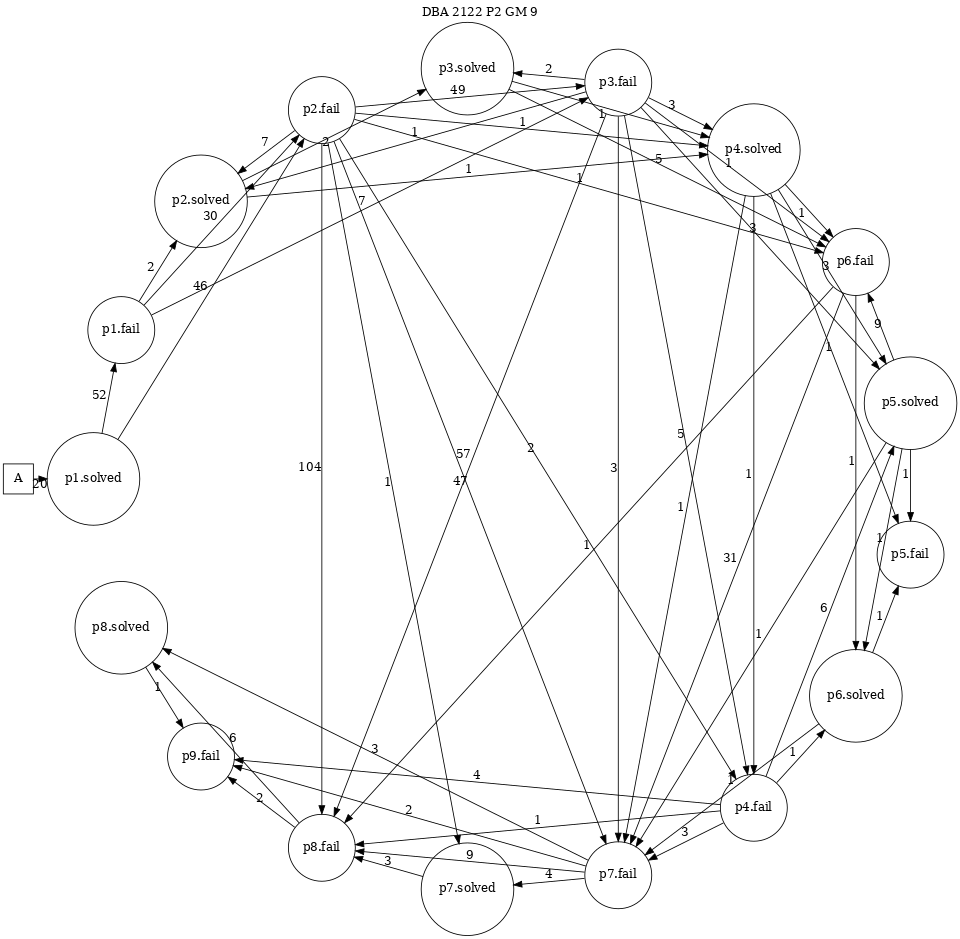 DBA 2122 P2 GM 9
p3.solved
p3.fail
2
49
3
p2.fail
1
p4.solved
7
2
1
1
1
5
p2.solved
1
1
30
7
1
3
p6.fail
2
46
3
9
p1.fail
1
52
p5.solved
5
57
2
104
3
1
1
1
A
20
p1.solved
47
1
1
1
31
1
p5.fail
6
1
p8.solved
1
1
p6.solved
6
3
1
p9.fail
4
1
2
2
p4.fail
1
3
p8.fail
9
3
4
p7.fail
p7.solved